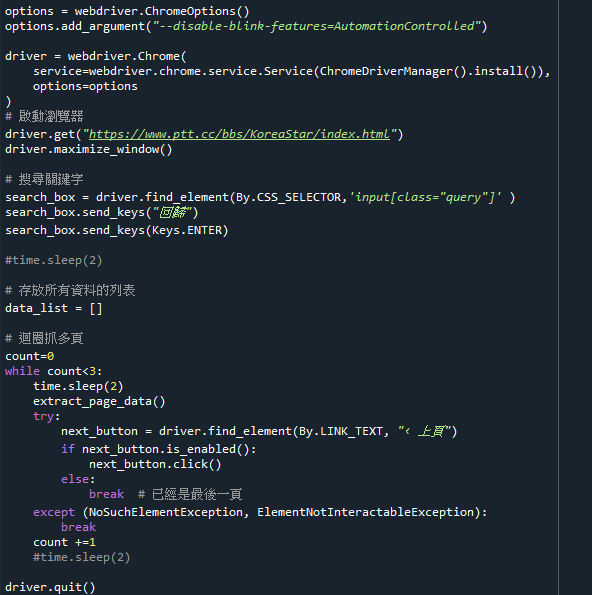 options = webdriver.ChromeOptions()
options.add_argument("--disable-blink-features=AutomationControlled")

driver = webdriver.Chrome(
    service=webdriver.chrome.service.Service(ChromeDriverManager().install()),
    options=options
)
# 啟動瀏覽器
driver.get("https://www.ptt.cc/bbs/KoreaStar/index.html")
driver.maximize_window()

# 搜尋關鍵字
search_box = driver.find_element(By.CSS_SELECTOR,'input[class="query"]' )
search_box.send_keys("回歸")
search_box.send_keys(Keys.ENTER)

#time.sleep(2)

# 存放所有資料的列表
data_list = []

# 迴圈抓多頁
count=0
while count<3:
    time.sleep(2)
    extract_page_data()
    try:
        next_button = driver.find_element(By.LINK_TEXT, "‹ 上頁")
        if next_button.is_enabled():
            next_button.click()
        else:
            break  # 已經是最後一頁
    except (NoSuchElementException, ElementNotInteractableException):
        break
    count +=1
    #time.sleep(2)

driver.quit()